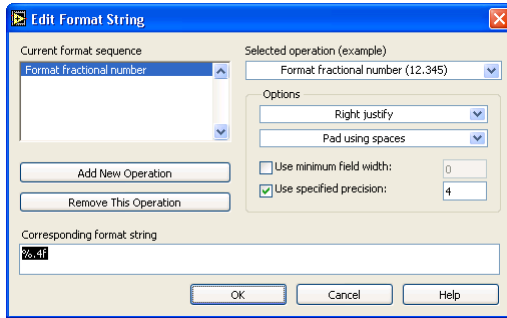 Edit Format String
Current format sequence
Format fractional number
Selected operation (example)
Format fractional number (12.345)
Options
Right justify
Pad using spaces
Use minimum field width:
0
Use specified precision:
4
Add New Operation
Remove This Operation
Corresponding format string
%.4f
OK
Cancel
Help